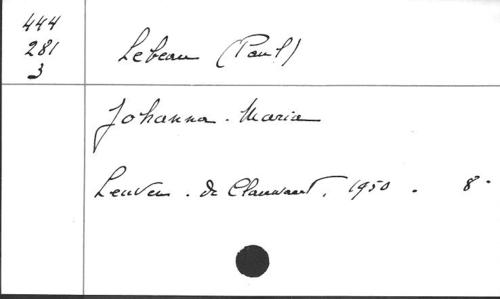 444
281
3
Lebeau (Paul)
Johanna-Maria
Leuven. de Clauwaert. 1950. 8°